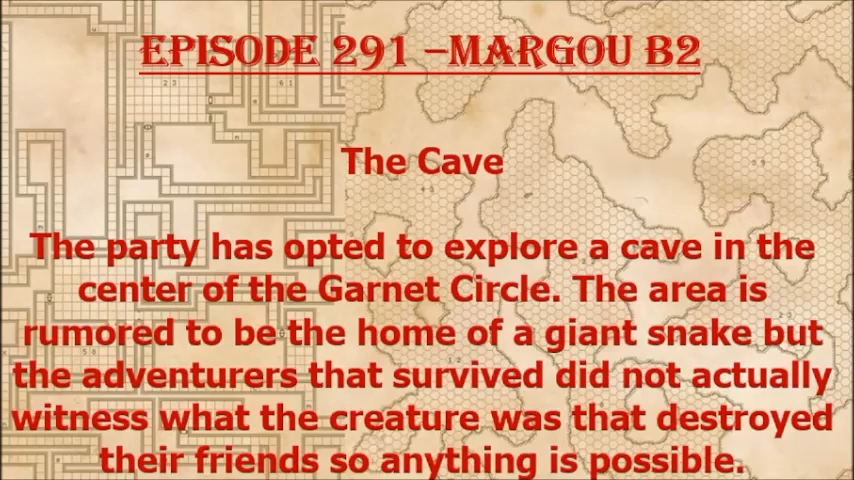 EPISODE 291 –MARGOU B2
The Cave
The party has opted to explore a cave in the
center of the Garnet Circle. The area is
rumored to be the home of a giant snake but
the adventurers that survived did not actually
witness what the creature was that destroyed
their friends so anything is possible.